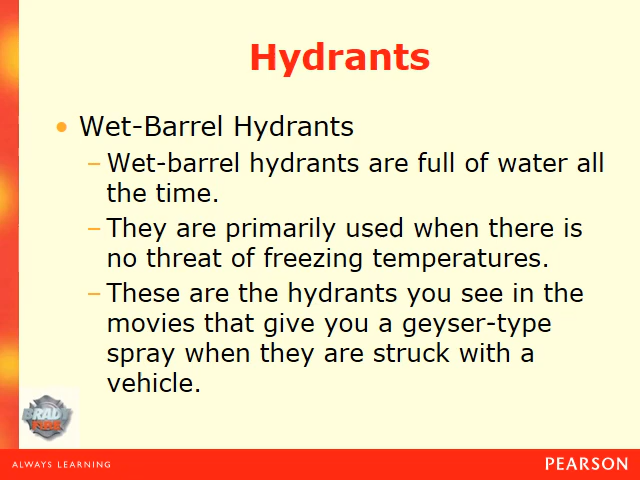 Hydrants
• Wet-Barrel Hydrants
– Wet-barrel hydrants are full of water all
the time.
– They are primarily used when there is
no threat of freezing temperatures.
– These are the hydrants you see in the
movies that give you a geyser-type
spray when they are struck with a
vehicle.
BRADY
FIRE
ALWAYS LEARNING
PEARSON